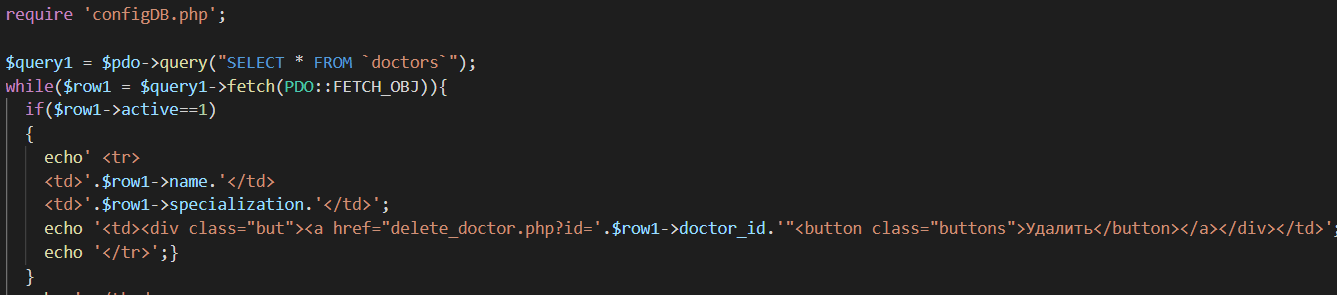 require 'configDB.php';
$query1 = $pdo->query("SELECT * FROM `doctors`");
while($row1 = $query1->fetch(PDO::FETCH_OBJ)){
if($row1->active==1)
{
echo' <tr>
<td>'.$row1->name.'</td>
<td>'.$row1->specialization.'</td>';
echo '<td><div class="but"><a href="delete_doctor.php?id='.$row1->doctor_id.'"<button class="buttons">Удалить</button></a></div></td>';
echo '</tr>';}
}